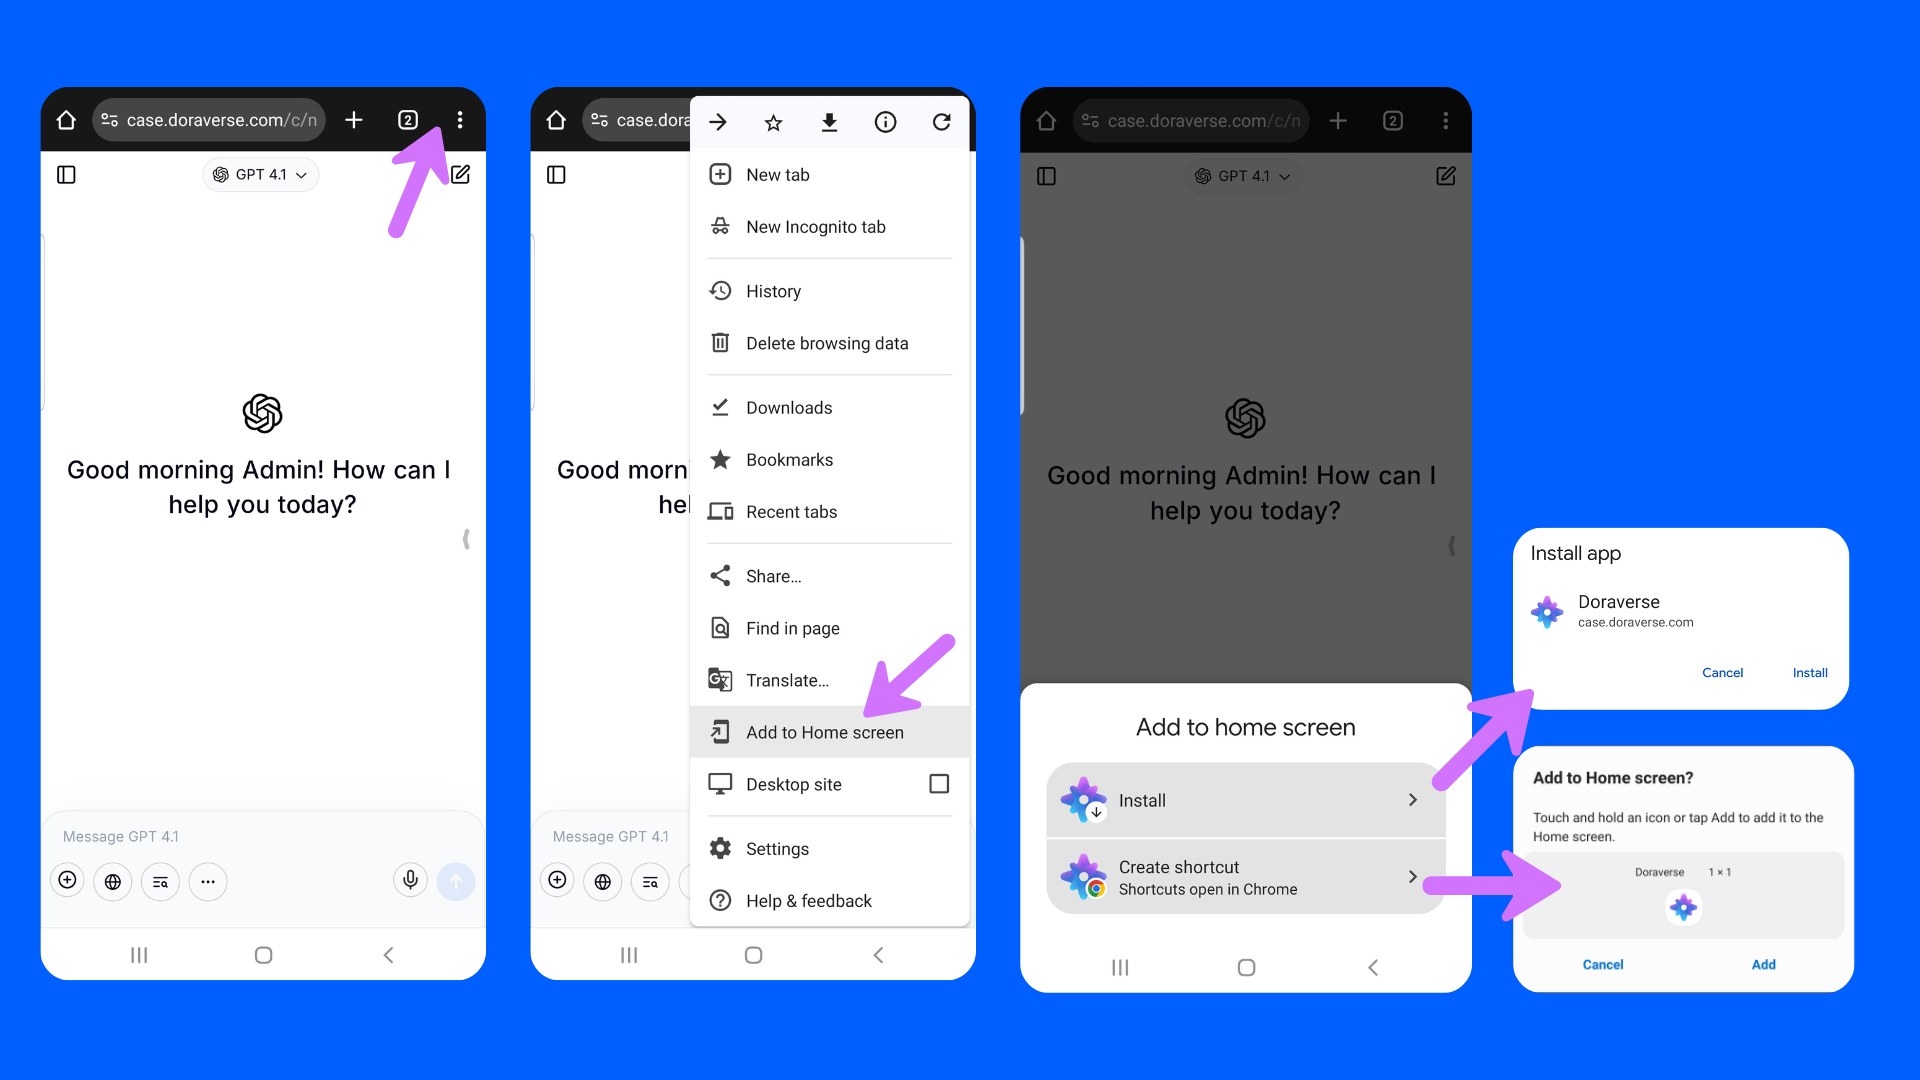 case.doraverse.com/c/n
2
GPT 4.1
Good morning Admin! How can I
help you today?
Message GPT 4.1
case.dora
New tab
New Incognito tab
History
Delete browsing data
Downloads
Bookmarks
Recent tabs
Share...
Find in page
Translate...
Add to Home screen
Desktop site
Settings
Help & feedback
Good morn
hel
Message GPT 4.1
case.doraverse.com/c/n
2
GPT 4.1
Good morning Admin! How can I
help you today?
Add to home screen
Install
Create shortcut
Shortcuts open in Chrome
Install app
Doraverse
case.doraverse.com
Cancel Install
Add to Home screen?
Touch and hold an icon or tap Add to add it to the
Home screen.
Doraverse 1 × 1
Cancel Add